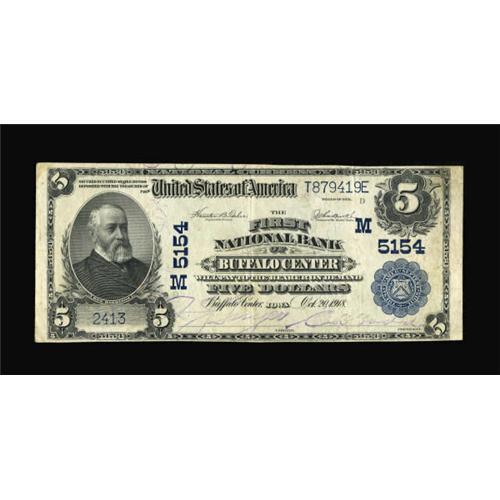 United States of America T879419E
5 D 5
THE
FIRST M
NATIONAL BANK 5154
OF
BUFFALO CENTER
WILL PAY TO THE BEARER ON DEMAND
FIVE DOLLARS
Buffalo Center, IOWA Oct. 20, 1918.
M 5154
5 2413 5